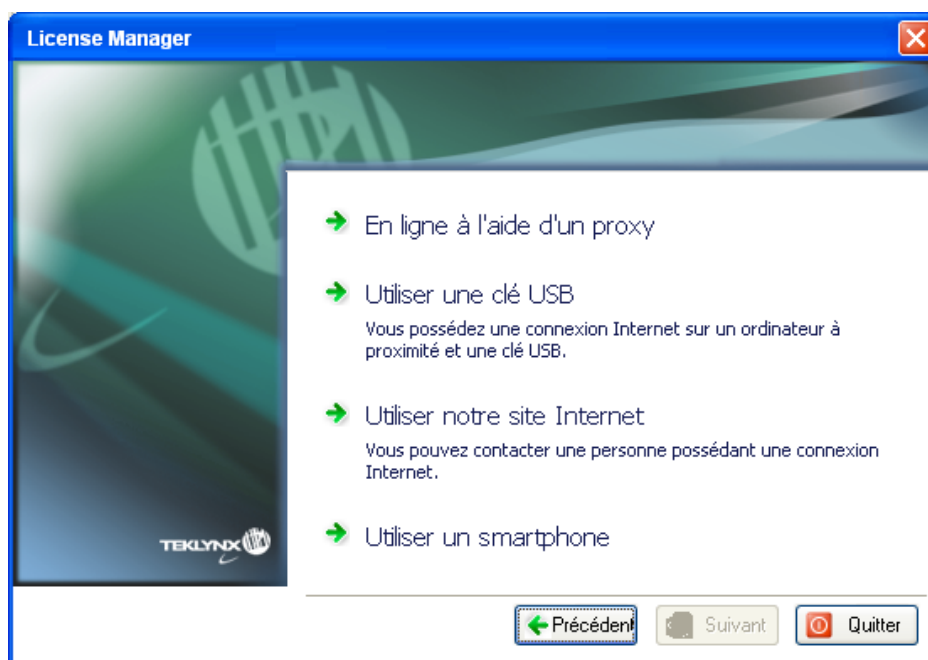 License Manager
En ligne à l'aide d'un proxy
Utiliser une clé USB
Vous possédez une connexion Internet sur un ordinateur à
proximité et une clé USB.
Utiliser notre site Internet
Vous pouvez contacter une personne possédant une connexion
Internet.
Utiliser un smartphone
TEKLYNX
Précédent
Suivant
Quitter